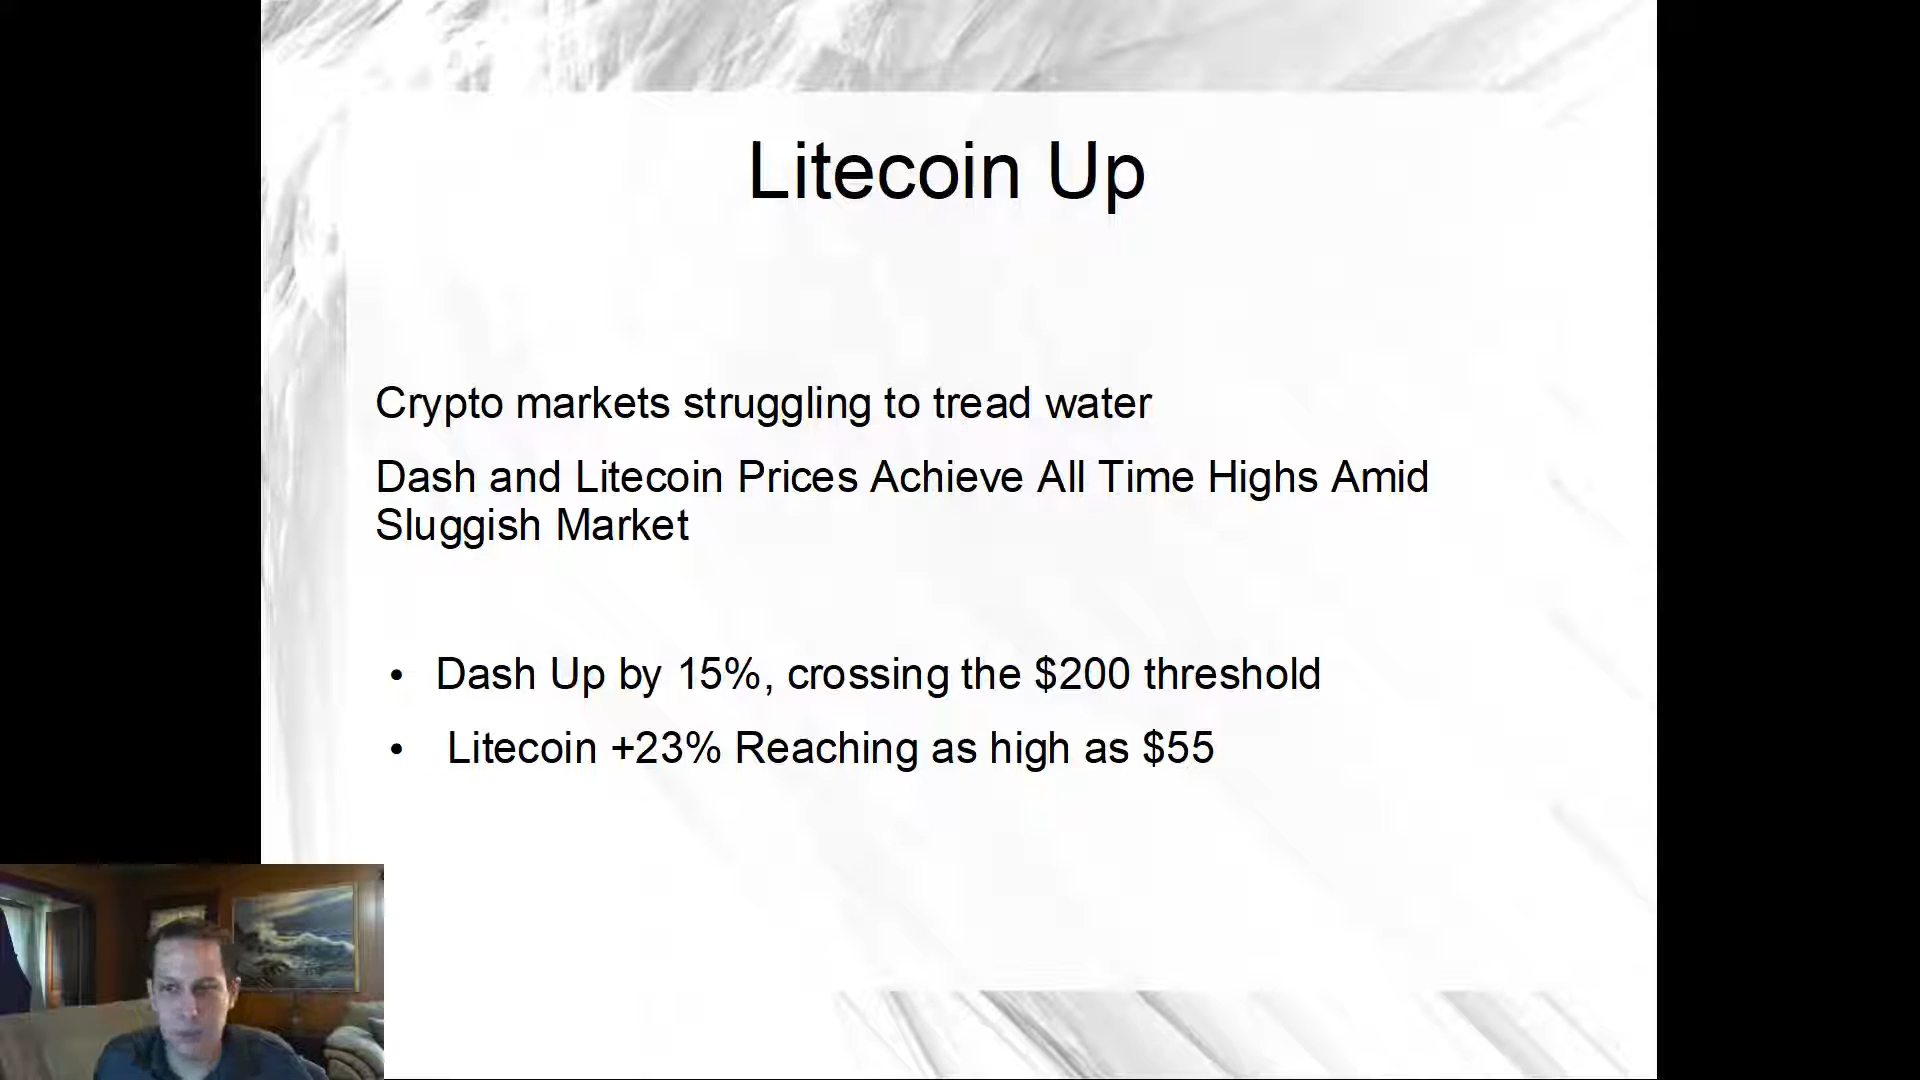 Litecoin Up
Crypto markets struggling to tread water
Dash and Litecoin Prices Achieve All Time Highs Amid
Sluggish Market
• Dash Up by 15%, crossing the $200 threshold
• Litecoin +23% Reaching as high as $55